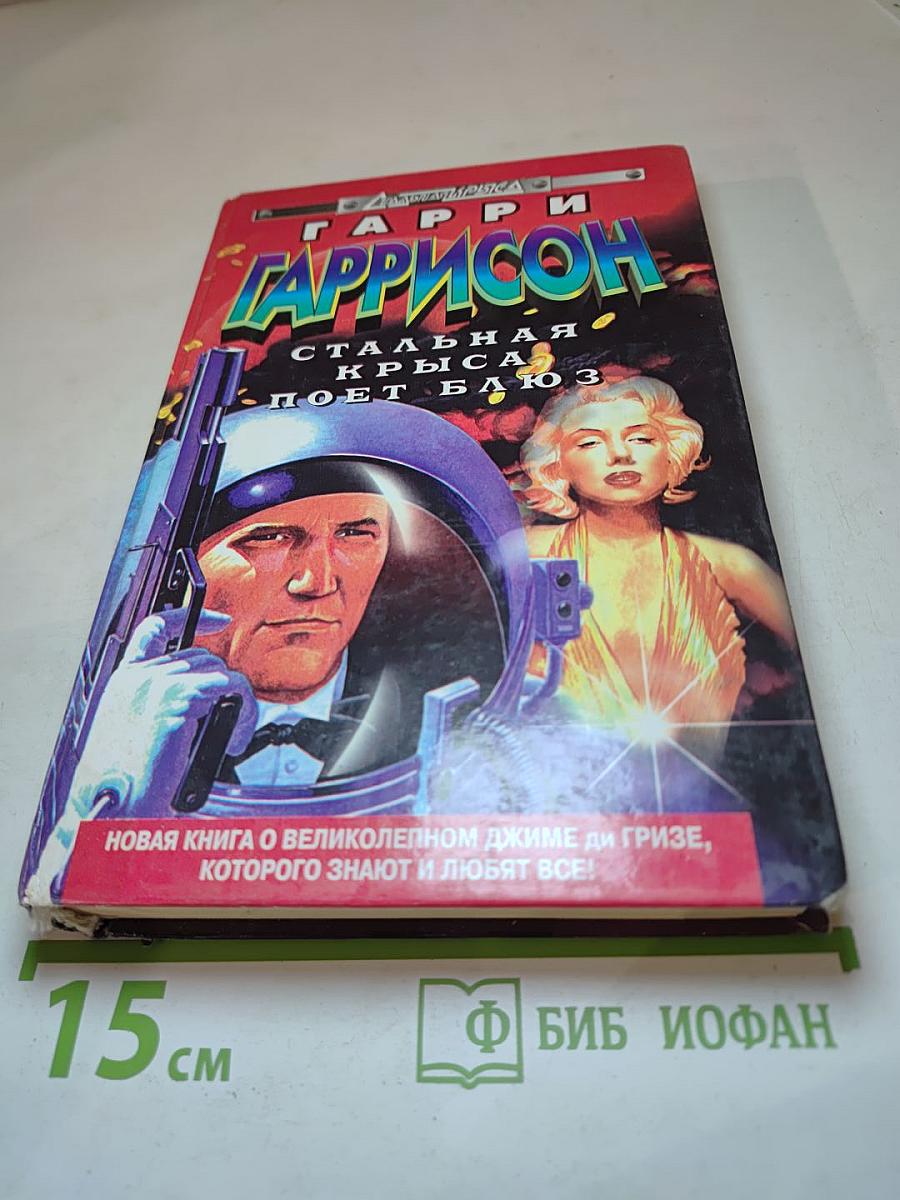 ГАРРИ
ГАРРИСОН
СТАЛЬНАЯ
КРЫСА
ПОЕТ БЛЮЗ
НОВАЯ КНИГА О ВЕЛИКОЛЕПНОМ ДЖИМЕ ди ГРИЗЕ,
КОТОРОГО ЗНАЮТ И ЛЮБЯТ ВСЕ!
15 см
Ф БИБ ИОФАН